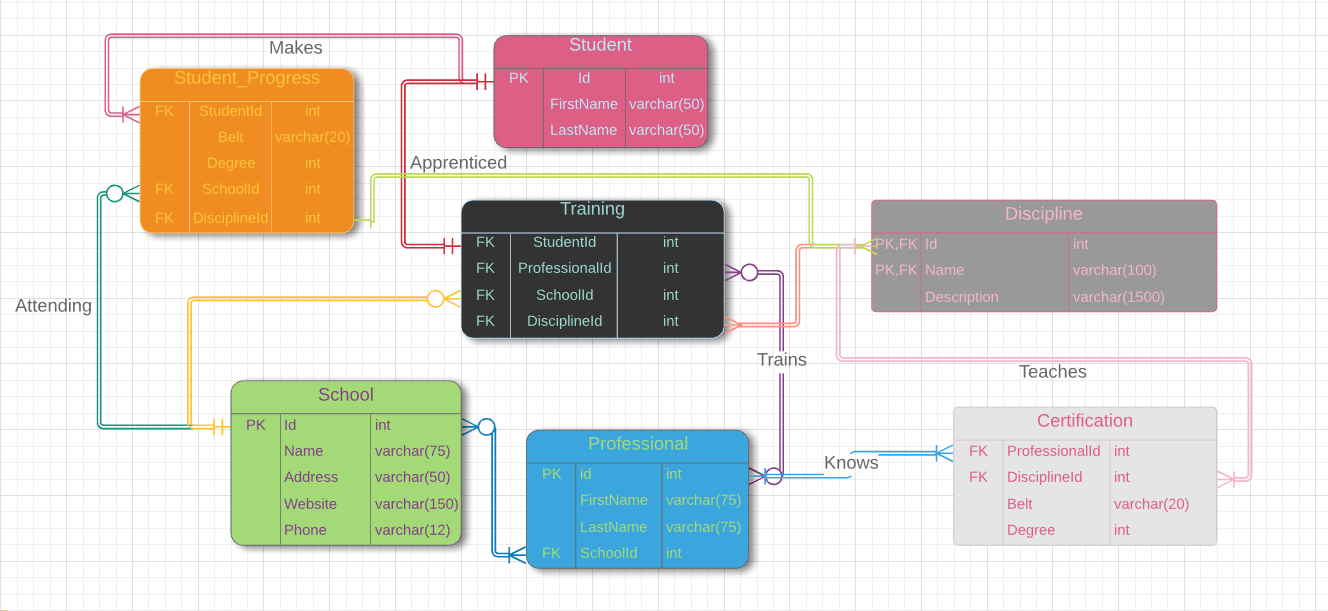 Makes
Student
PK Id int
FirstName varchar(50)
LastName varchar(50)
Student_Progress
FK StudentId int
Belt varchar(20)
Degree int
FK SchoolId int
FK DisciplineId int
Apprenticed
Training
FK StudentId int
FK ProfessionalId int
FK SchoolId int
FK DisciplineId int
Discipline
PK,FK Id int
PK,FK Name varchar(100)
Description varchar(1500)
Attending
Trains
Teaches
School
PK Id int
Name varchar(75)
Address varchar(50)
Website varchar(150)
Phone varchar(12)
Professional
PK id int
FirstName varchar(75)
LastName varchar(75)
FK SchoolId int
Knows
Certification
FK ProfessionalId int
FK DisciplineId int
Belt varchar(20)
Degree int